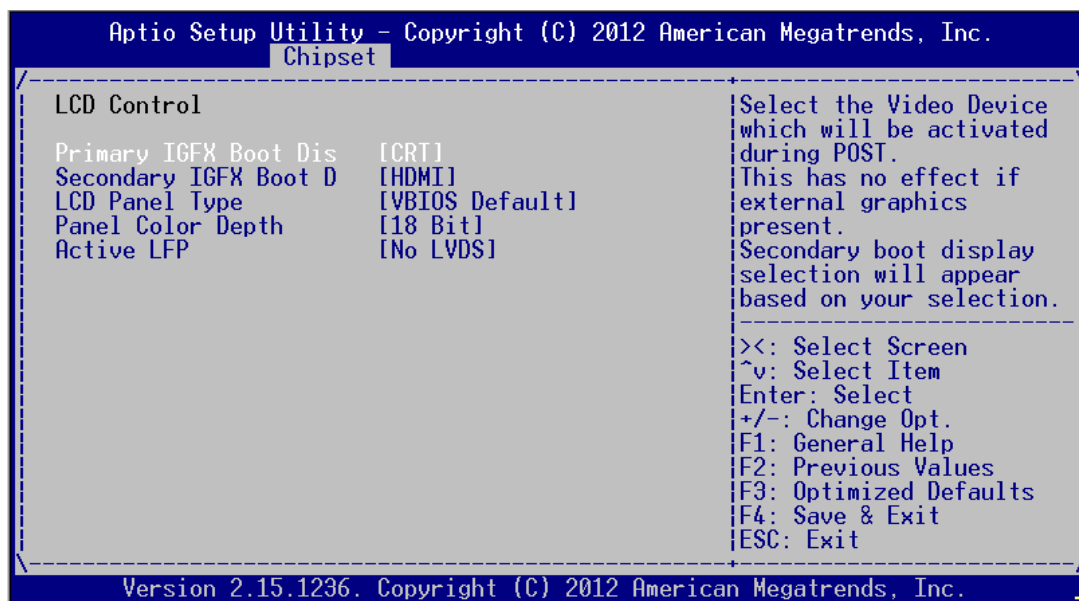 Aptio Setup Utility – Copyright (C) 2012 American Megatrends, Inc.
Chipset
LCD Control
Primary IGFX Boot Dis [CRT]
Secondary IGFX Boot D [HDMI]
LCD Panel Type [VBIOS Default]
Panel Color Depth [18 Bit]
Active LFP [No LVDS]
Select the Video Device
which will be activated
during POST.
This has no effect if
external graphics
present.
Secondary boot display
selection will appear
based on your selection.
><: Select Screen
^v: Select Item
Enter: Select
+/-: Change Opt.
F1: General Help
F2: Previous Values
F3: Optimized Defaults
F4: Save & Exit
ESC: Exit
Version 2.15.1236. Copyright (C) 2012 American Megatrends, Inc.